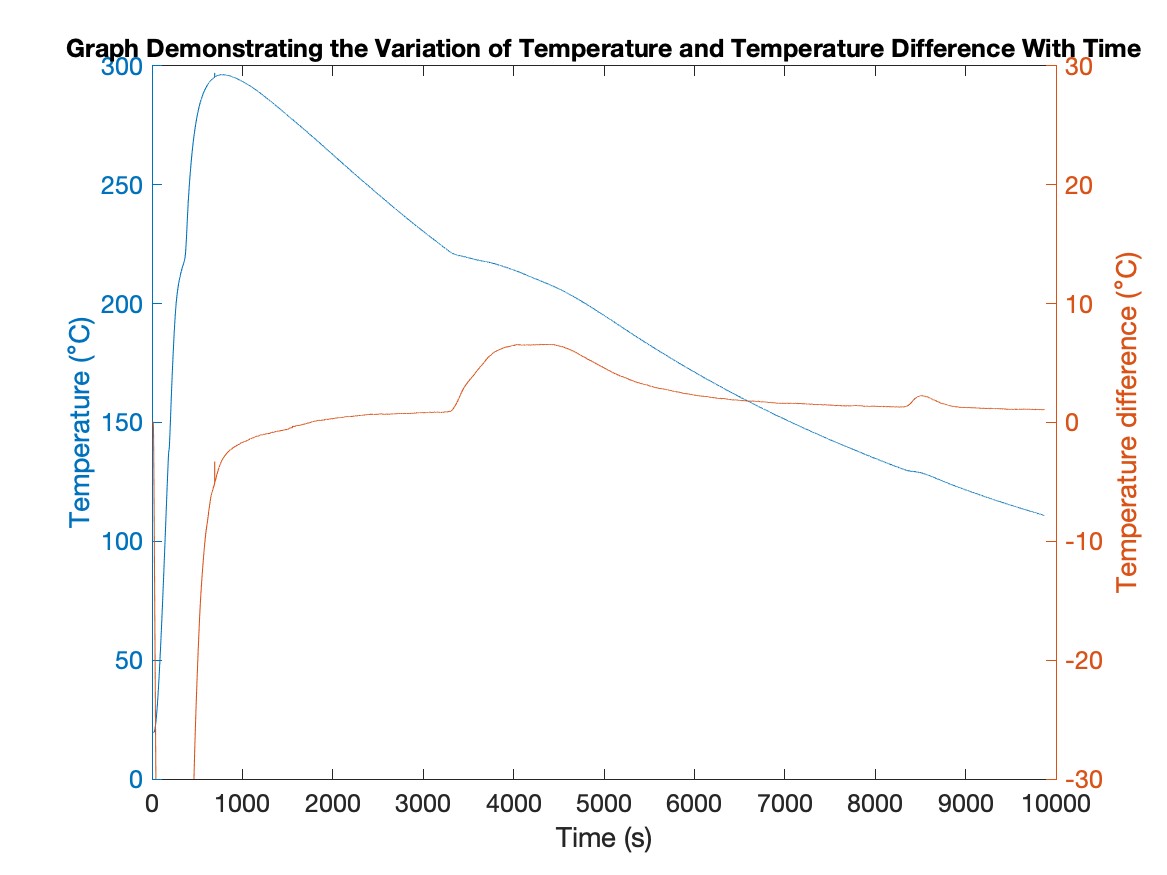 Graph Demonstrating the Variation of Temperature and Temperature Difference With Time
300
250
200
150
100
50
0
Temperature (°C)
30
20
10
0
-10
-20
-30
Temperature difference (°C)
0 1000 2000 3000 4000 5000 6000 7000 8000 9000 10000
Time (s)